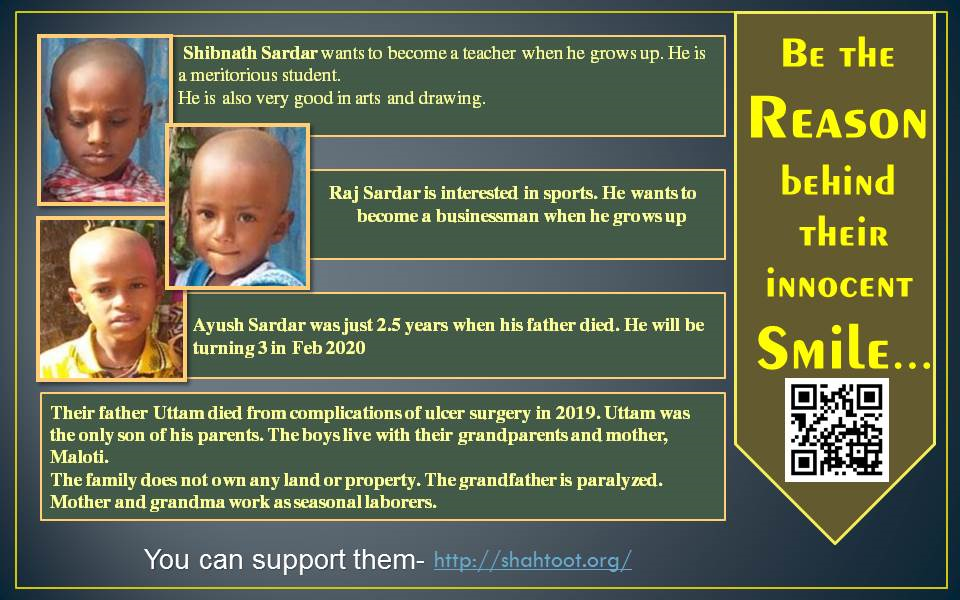 Shibnath Sardar wants to become a teacher when he grows up. He is
a meritorious student.
He is also very good in arts and drawing.
Raj Sardar is interested in sports. He wants to
become a businessman when he grows up
Ayush Sardar was just 2.5 years when his father died. He will be
turning 3 in Feb 2020
Their father Uttam died from complications of ulcer surgery in 2019. Uttam was
the only son of his parents. The boys live with their grandparents and mother,
Maloti.
The family does not own any land or property. The grandfather is paralyzed.
Mother and grandma work as seasonal laborers.
You can support them- http://shahtoot.org/
Be the
Reason
behind
their
innocent
Smile...